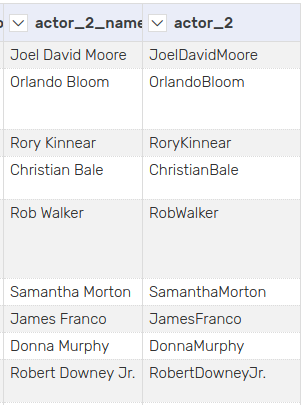 actor_2_name actor_2
Joel David Moore JoelDavidMoore
Orlando Bloom OrlandoBloom
Rory Kinnear RoryKinnear
Christian Bale ChristianBale
Rob Walker RobWalker
Samantha Morton SamanthaMorton
James Franco JamesFranco
Donna Murphy DonnaMurphy
Robert Downey Jr. RobertDowneyJr.